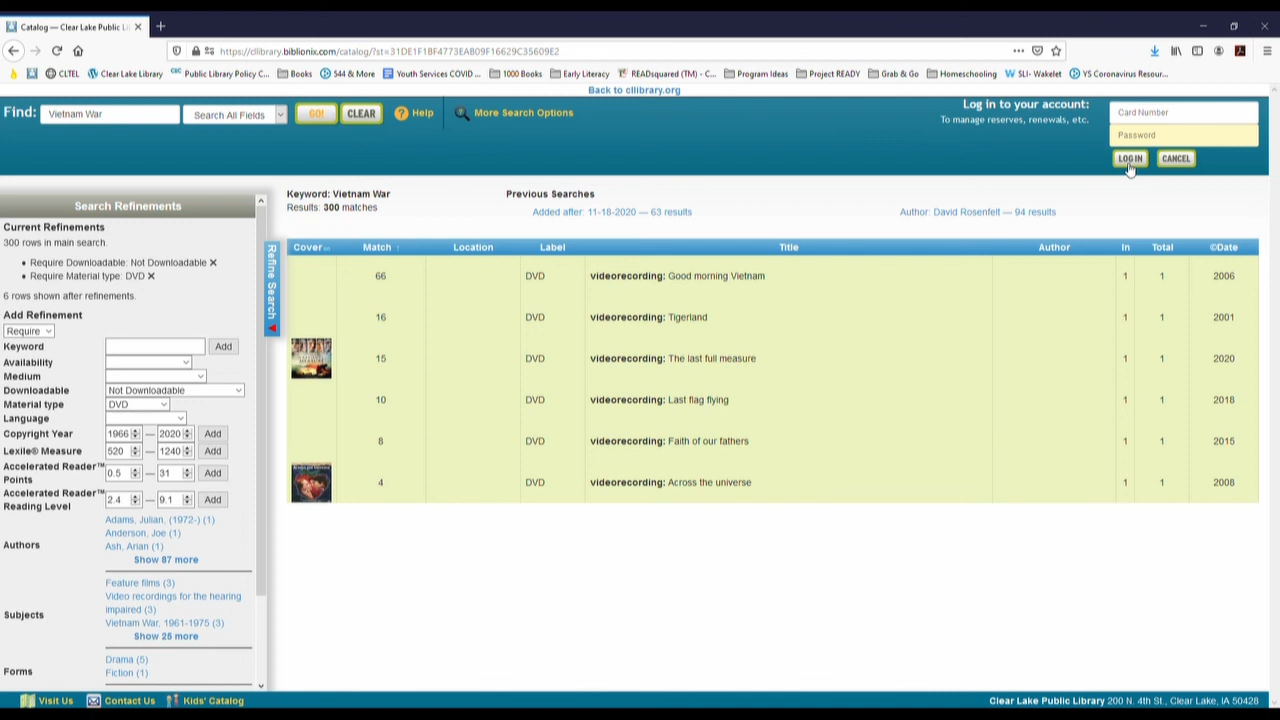 Catalog — Clear Lake Public Li
https://cllibrary.biblionix.com/catalog/?st=31DE1F1BF4773EAB09F16629C35609E2
CLTEL Clear Lake Library Public Library Policy C... Books 544 & More Youth Services COVID ... 1000 Books Early Literacy READsquared (TM) - C... Program Ideas Project READY Grab & Go Homeschooling SLI- Wakelet YS Coronavirus Resour...
Back to cllibrary.org
Find: Vietnam War Search All Fields GO! CLEAR ? Help More Search Options
Log in to your account:
To manage reserves, renewals, etc.
Card Number
Password
LOG IN CANCEL
Search Refinements
Current Refinements
300 rows in main search.
Require Downloadable: Not Downloadable ✕
Require Material type: DVD ✕
6 rows shown after refinements.
Add Refinement
Require
Keyword Add
Availability
Medium
Downloadable Not Downloadable
Material type DVD
Language
Copyright Year 1966 — 2020 Add
Lexile® Measure 520 — 1240 Add
Accelerated Reader™ Points 0.5 — 31 Add
Accelerated Reader™ Reading Level 2.4 — 9.1 Add
Authors
Adams, Julian, (1972-) (1)
Anderson, Joe (1)
Ash, Arian (1)
Show 87 more
Subjects
Feature films (3)
Video recordings for the hearing
impaired (3)
Vietnam War, 1961-1975 (3)
Show 25 more
Forms
Drama (5)
Fiction (1)
Refine Search
Keyword: Vietnam War
Results: 300 matches
Previous Searches
Added after: 11-18-2020 — 63 results
Author: David Rosenfelt — 94 results
Cover Match Location Label Title Author In Total ©Date
66 DVD videorecording: Good morning Vietnam 1 1 2006
16 DVD videorecording: Tigerland 1 1 2001
15 DVD videorecording: The last full measure 1 1 2020
10 DVD videorecording: Last flag flying 1 1 2018
8 DVD videorecording: Faith of our fathers 1 1 2015
4 DVD videorecording: Across the universe 1 1 2008
Visit Us Contact Us Kids' Catalog
Clear Lake Public Library 200 N. 4th St., Clear Lake, IA 50428